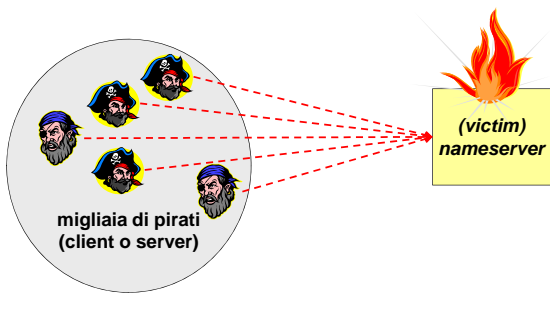 (victim)
nameserver
migliaia di pirati
(client o server)